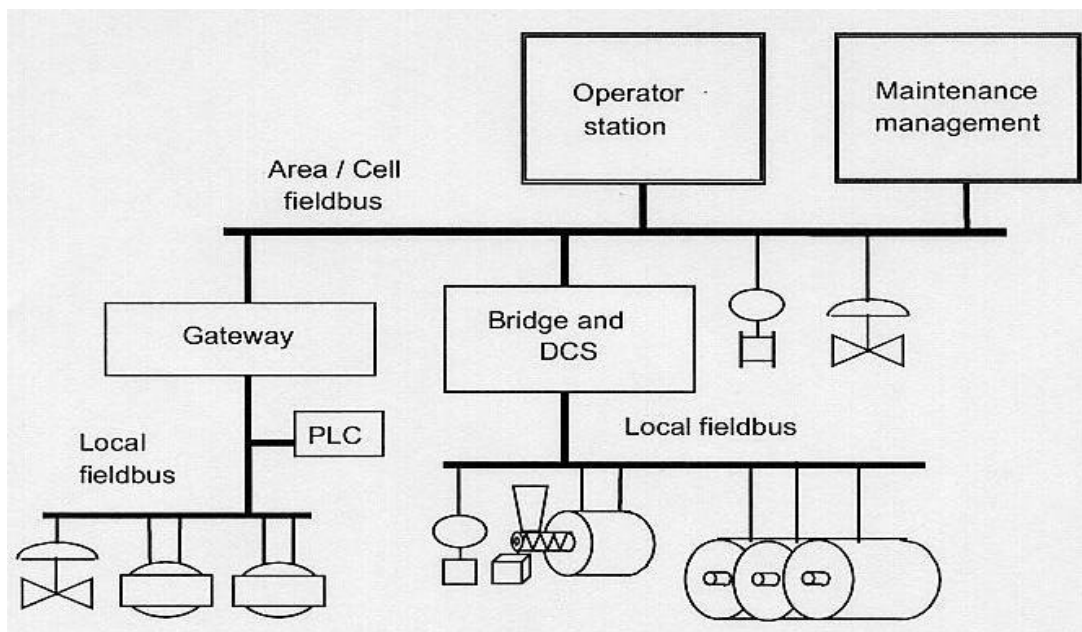 Operator
station
Maintenance
management
Area / Cell
fieldbus
Gateway
Bridge and
DCS
PLC
Local
fieldbus
Local fieldbus